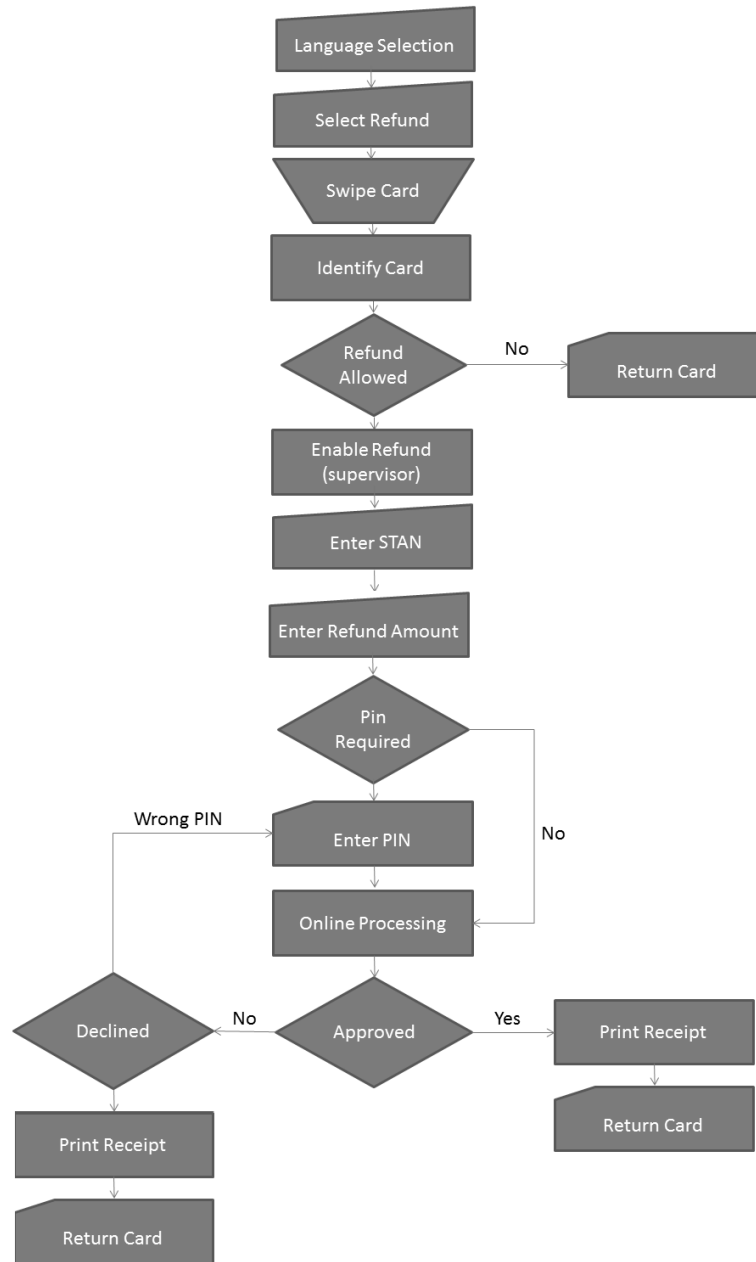 Language Selection
Select Refund
Swipe Card
Identify Card
Refund
Allowed
No
Return Card
Enable Refund
(supervisor)
Enter STAN
Enter Refund Amount
Pin
Required
Wrong PIN
Enter PIN
No
Online Processing
Declined
No
Approved
Yes
Print Receipt
Return Card
Print Receipt
Return Card